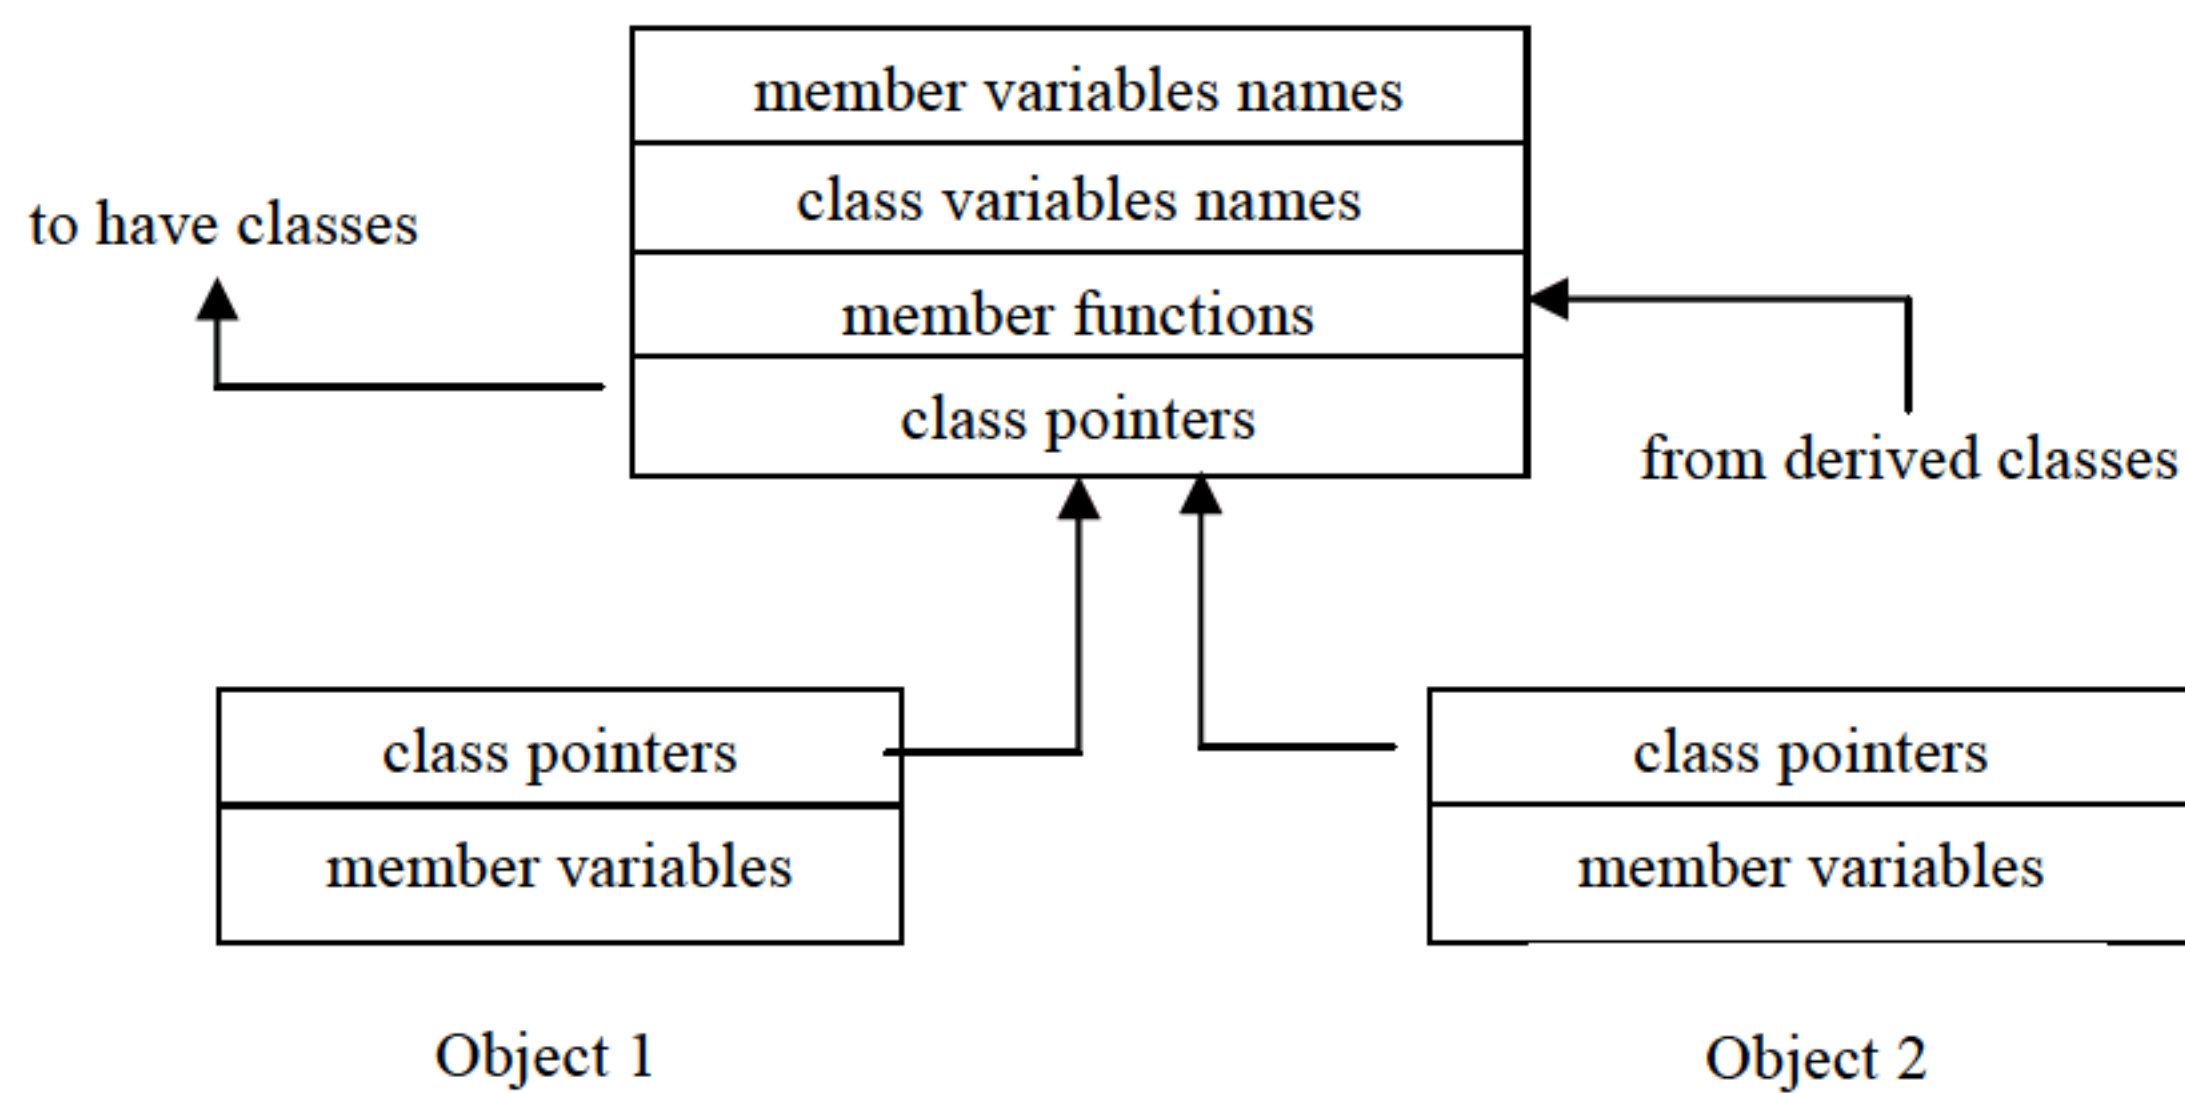 member variables names
class variables names
to have classes
member functions
class pointers
from derived classes
class pointers
class pointers
member variables
member variables
Object 1
Object 2